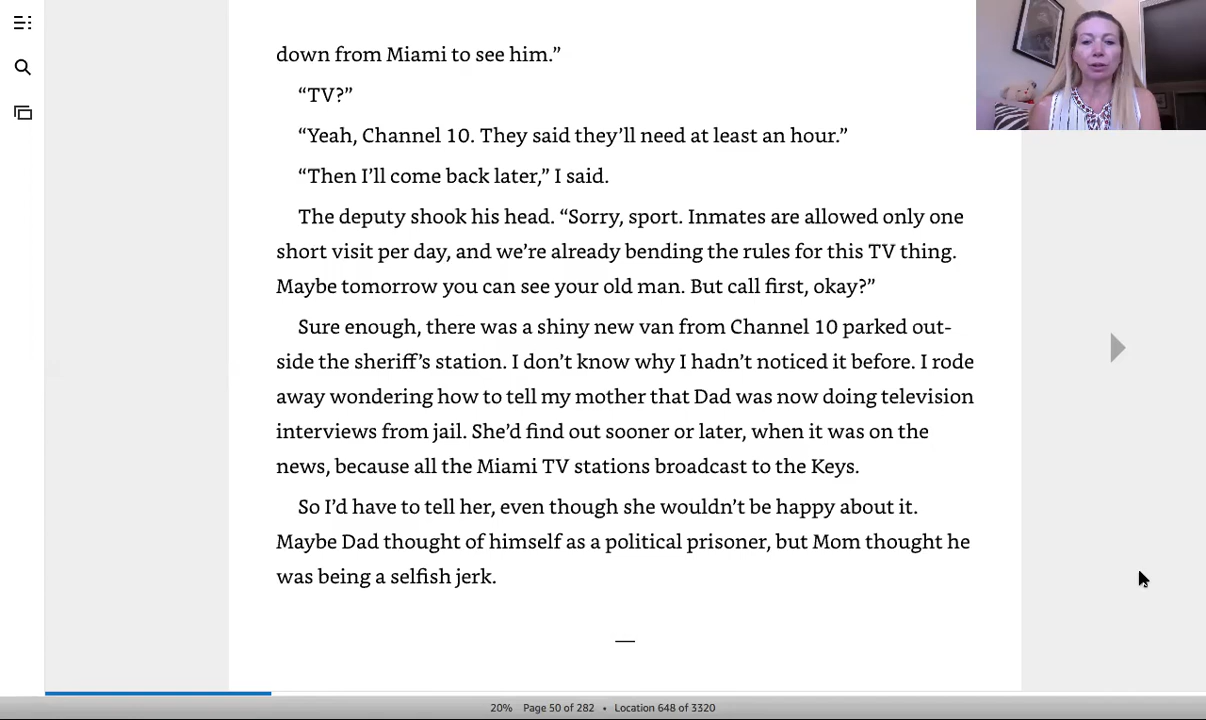 down from Miami to see him.”
“TV?”
“Yeah, Channel 10. They said they’ll need at least an hour.”
“Then I’ll come back later,” I said.
The deputy shook his head. “Sorry, sport. Inmates are allowed only one
short visit per day, and we’re already bending the rules for this TV thing.
Maybe tomorrow you can see your old man. But call first, okay?”
Sure enough, there was a shiny new van from Channel 10 parked out-
side the sheriff’s station. I don’t know why I hadn’t noticed it before. I rode
away wondering how to tell my mother that Dad was now doing television
interviews from jail. She’d find out sooner or later, when it was on the
news, because all the Miami TV stations broadcast to the Keys.
So I’d have to tell her, even though she wouldn’t be happy about it.
Maybe Dad thought of himself as a political prisoner, but Mom thought he
was being a selfish jerk.
—
20% Page 50 of 282 • Location 648 of 3320